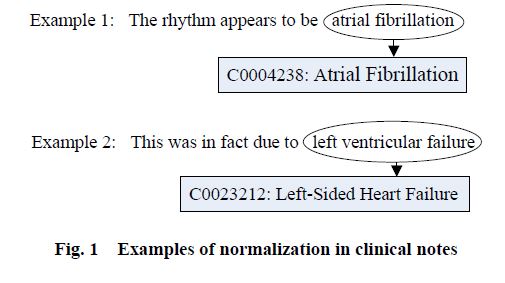 Example 1: The rhythm appears to be atrial fibrillation
C0004238: Atrial Fibrillation
Example 2: This was in fact due to left ventricular failure
C0023212: Left-Sided Heart Failure
Fig. 1 Examples of normalization in clinical notes